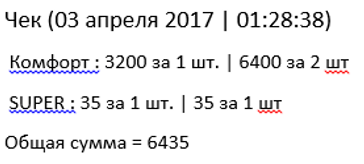 Чек (03 апреля 2017 | 01:28:38)
Комфорт : 3200 за 1 шт. | 6400 за 2 шт
SUPER : 35 за 1 шт. | 35 за 1 шт
Общая сумма = 6435